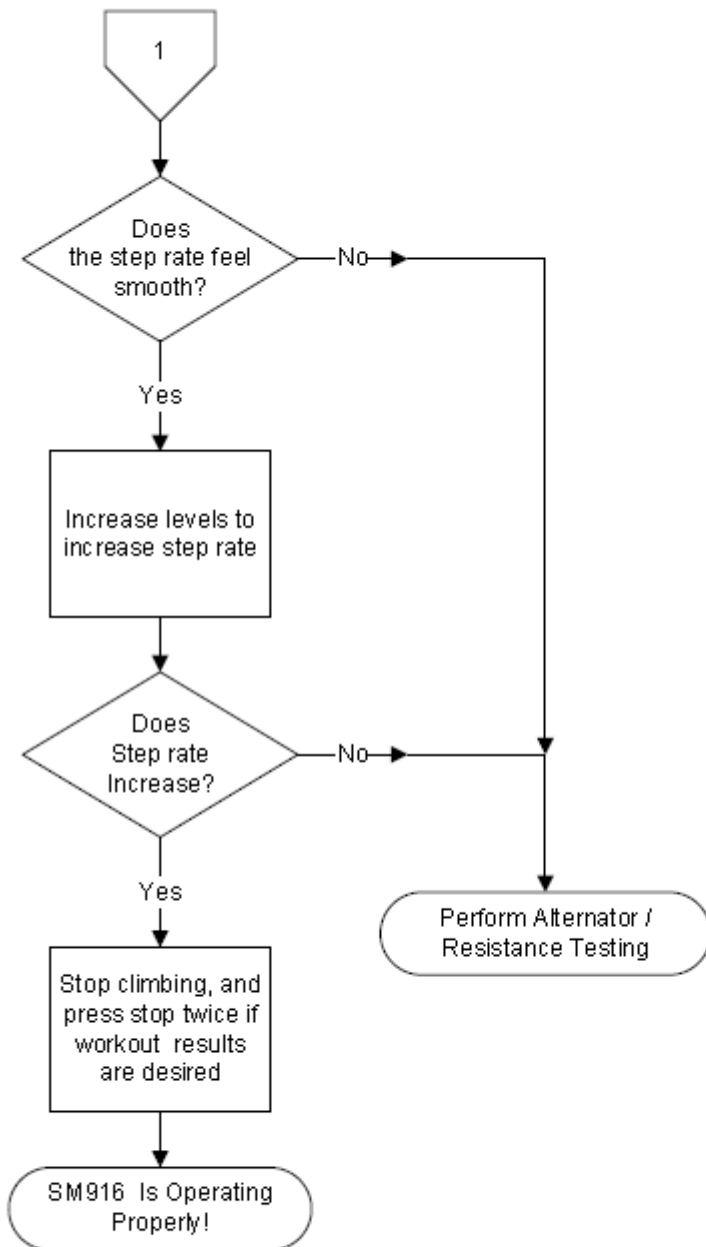 1
Does
the step rate feel
smooth?
No
Yes
Increase levels to
increase step rate
Does
Step rate
Increase?
No
Yes
Perform Alternator /
Resistance Testing
Stop climbing, and
press stop twice if
workout results
are desired
SM916 Is Operating
Properly!